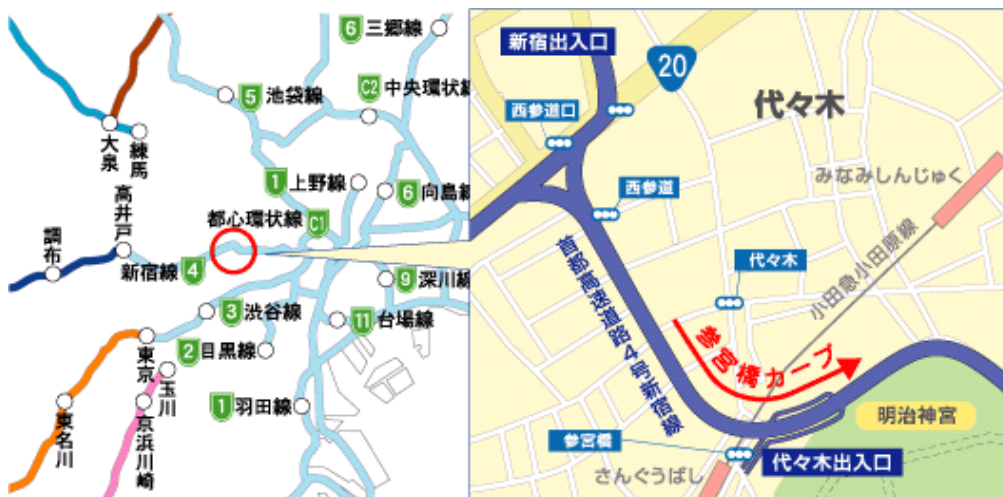 6 三郷線
5 池袋線
C2 中央環状線
大泉
練馬
1 上野線
6 向島線
高井戸
都心環状線 C1
調布
新宿線 4
9 深川線
3 渋谷線
11 台場線
東京
2 目黒線
玉川
1 羽田線
東名川崎
京浜川崎
新宿出入口
20
西参道口
代々木
みなみしんじゅく
西参道
代々木
小田急小田原線
首都高速道路4号新宿線
参宮橋カーブ
明治神宮
参宮橋
さんぐうばし
代々木出入口